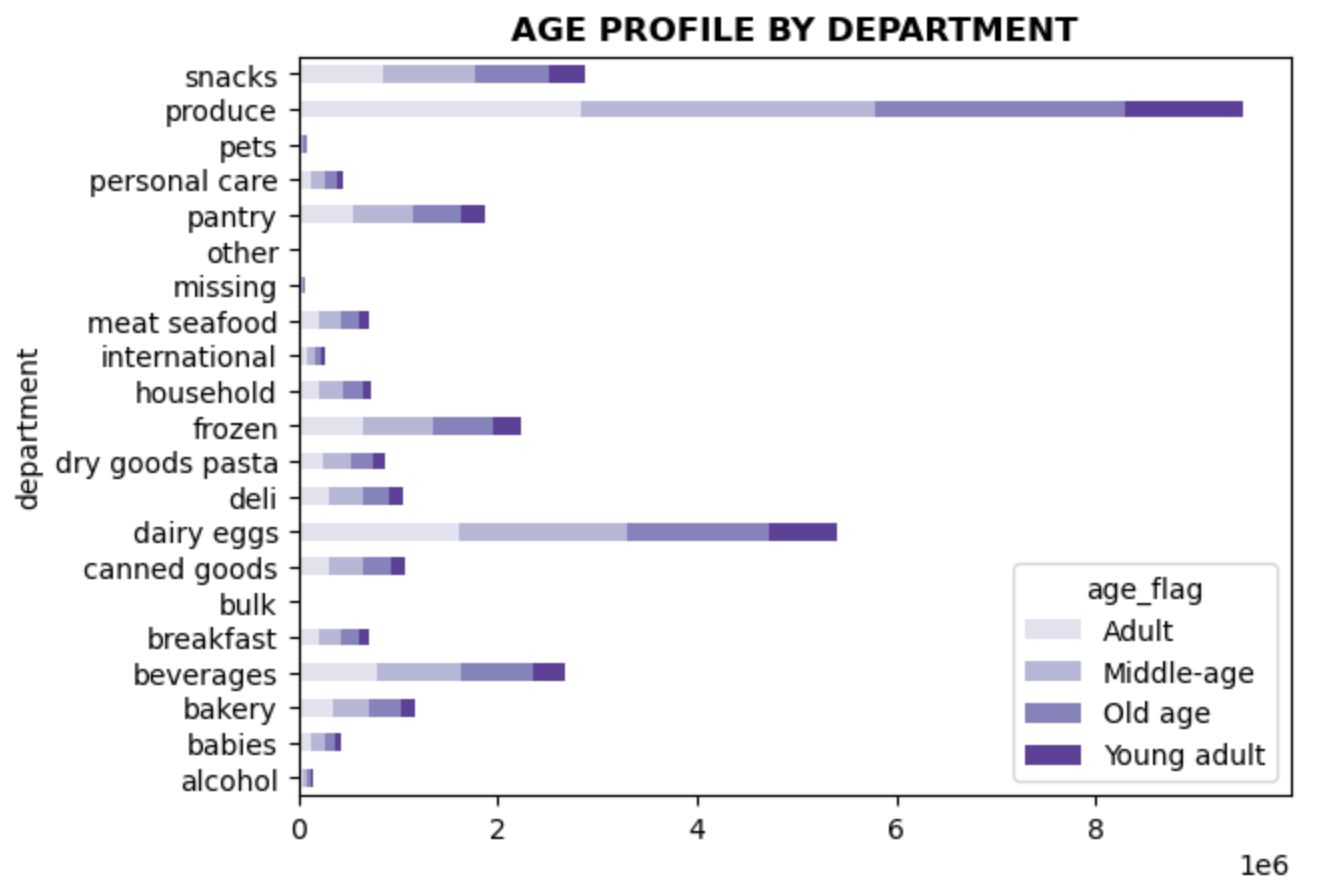 AGE PROFILE BY DEPARTMENT
department
snacks
produce
pets
personal care
pantry
other
missing
meat seafood
international
household
frozen
dry goods pasta
deli
dairy eggs
canned goods
bulk
breakfast
beverages
bakery
babies
alcohol
age_flag
Adult
Middle-age
Old age
Young adult
0 2 4 6 8
1e6